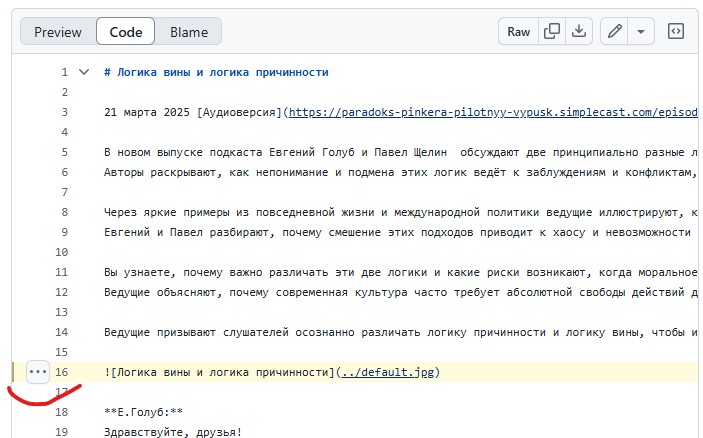 Preview Code Blame Raw
1 # Логика вины и логика причинности
2
3 21 марта 2025 [Аудиоверсия](https://paradoks-pinkera-pilotnyy-vypusk.simplecast.com/episod
4
5 В новом выпуске подкаста Евгений Голуб и Павел Щелин  обсуждают две принципиально разные л
6 Авторы раскрывают, как непонимание и подмена этих логик ведёт к заблуждениям и конфликтам,
7
8 Через яркие примеры из повседневной жизни и международной политики ведущие иллюстрируют, к
9 Евгений и Павел разбирают, почему смешение этих подходов приводит к хаосу и невозможности
10
11 Вы узнаете, почему важно различать эти две логики и какие риски возникают, когда моральное
12 Ведущие объясняют, почему современная культура часто требует абсолютной свободы действий д
13
14 Ведущие призывают слушателей осознанно различать логику причинности и логику вины, чтобы и
15
16 ![Логика вины и логика причинности](../default.jpg)
17
18 **Е.Голуб:**
19 Здравствуйте, друзья!